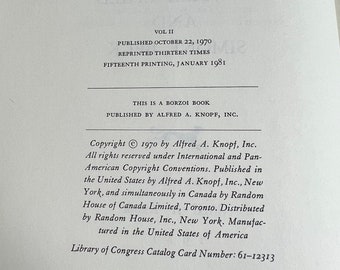 VOL II
PUBLISHED OCTOBER 22, 1970
REPRINTED THIRTEEN TIMES
FIFTEENTH PRINTING, JANUARY 1981
THIS IS A BORZOI BOOK
PUBLISHED BY ALFRED A. KNOPF, INC.
Copyright © 1970 by Alfred A. Knopf, Inc.
All rights reserved under International and Pan-
American Copyright Conventions. Published in
the United States by Alfred A. Knopf, Inc., New
York, and simultaneously in Canada by Random
House of Canada Limited, Toronto. Distributed
by Random House, Inc., New York. Manufac-
tured in the United States of America
Library of Congress Catalog Card Number: 61-12313